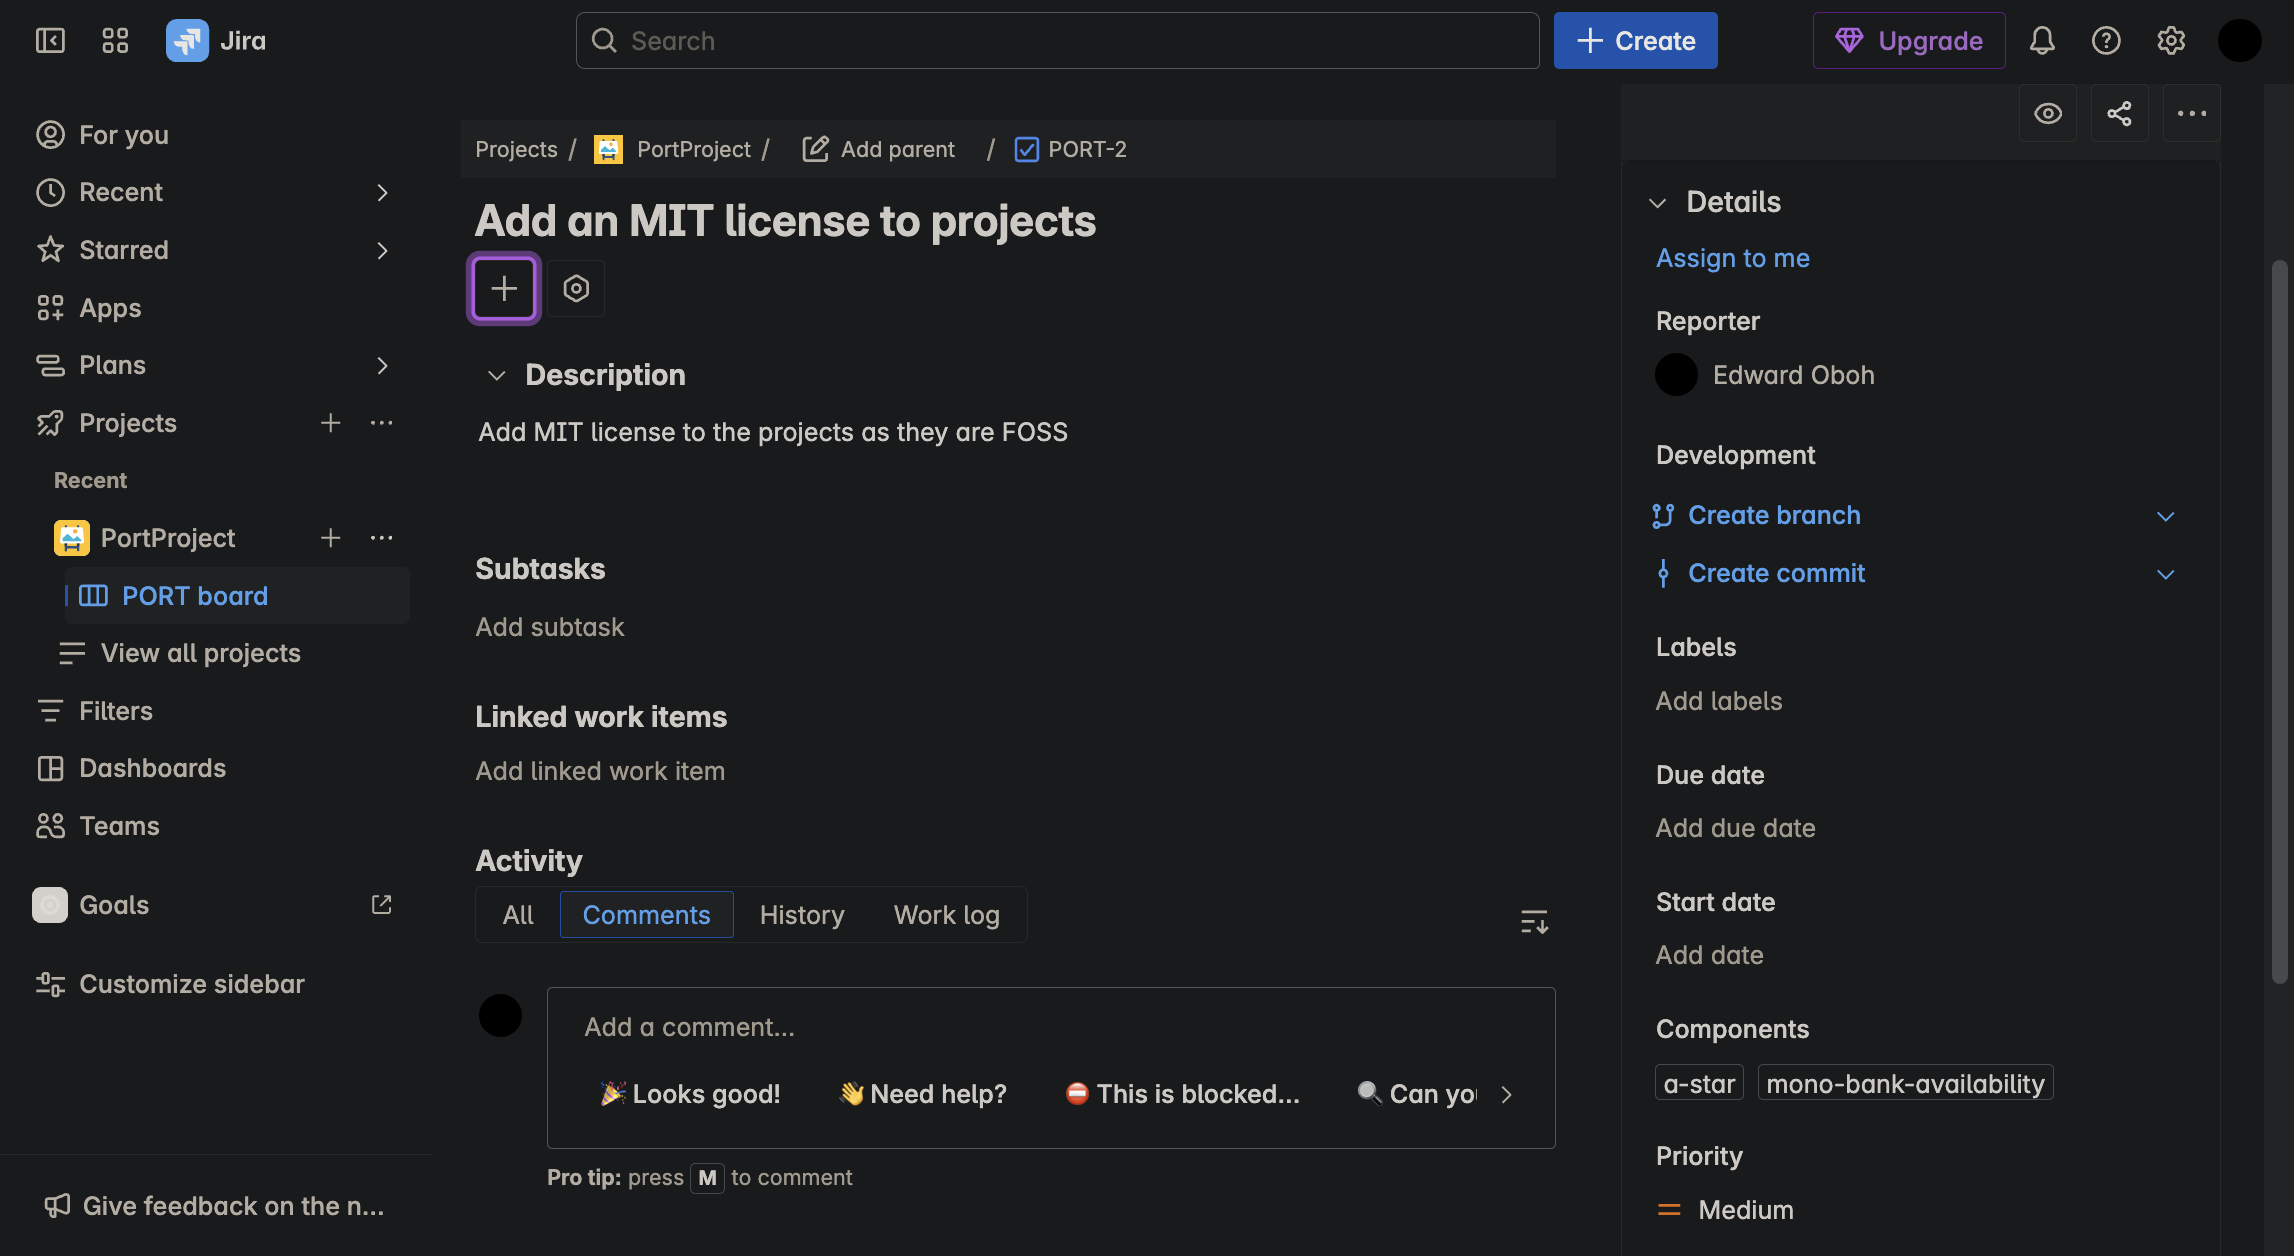 Jira
Search
Create
Upgrade
For you
Recent
Starred
Apps
Plans
Projects
Recent
PortProject
PORT board
View all projects
Filters
Dashboards
Teams
Goals
Customize sidebar
Give feedback on the n...
Projects / PortProject / Add parent / PORT-2
Add an MIT license to projects
Description
Add MIT license to the projects as they are FOSS
Subtasks
Add subtask
Linked work items
Add linked work item
Activity
All Comments History Work log
Add a comment...
Looks good! Need help? This is blocked... Can you
Pro tip: press M to comment
Details
Assign to me
Reporter
Edward Oboh
Development
Create branch
Create commit
Labels
Add labels
Due date
Add due date
Start date
Add date
Components
a-star mono-bank-availability
Priority
Medium